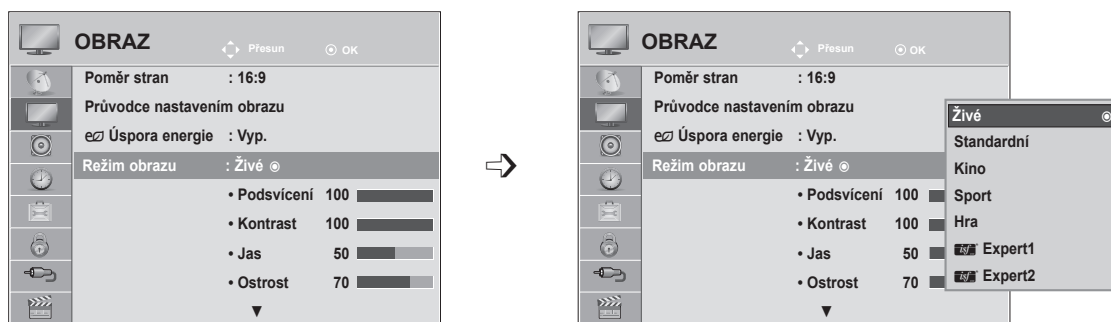 OBRAZ
Přesun
OK
Poměr stran : 16:9
Průvodce nastavením obrazu
Úspora energie : Vyp.
Režim obrazu : Živé
• Podsvícení 100
• Kontrast 100
• Jas 50
• Ostrost 70
▼
OBRAZ
Přesun
OK
Poměr stran : 16:9
Průvodce nastavením obrazu
Úspora energie : Vyp.
Režim obrazu : Živé
• Podsvícení 100
• Kontrast 100
• Jas 50
• Ostrost 70
▼
Živé
Standardní
Kino
Sport
Hra
isf Expert1
isf Expert2